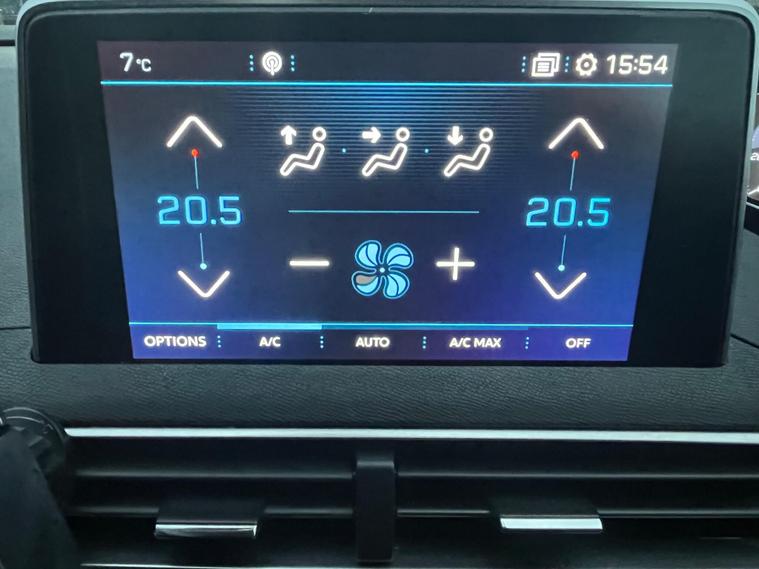 7°C 15:54
20.5 20.5
OPTIONS A/C AUTO A/C MAX OFF